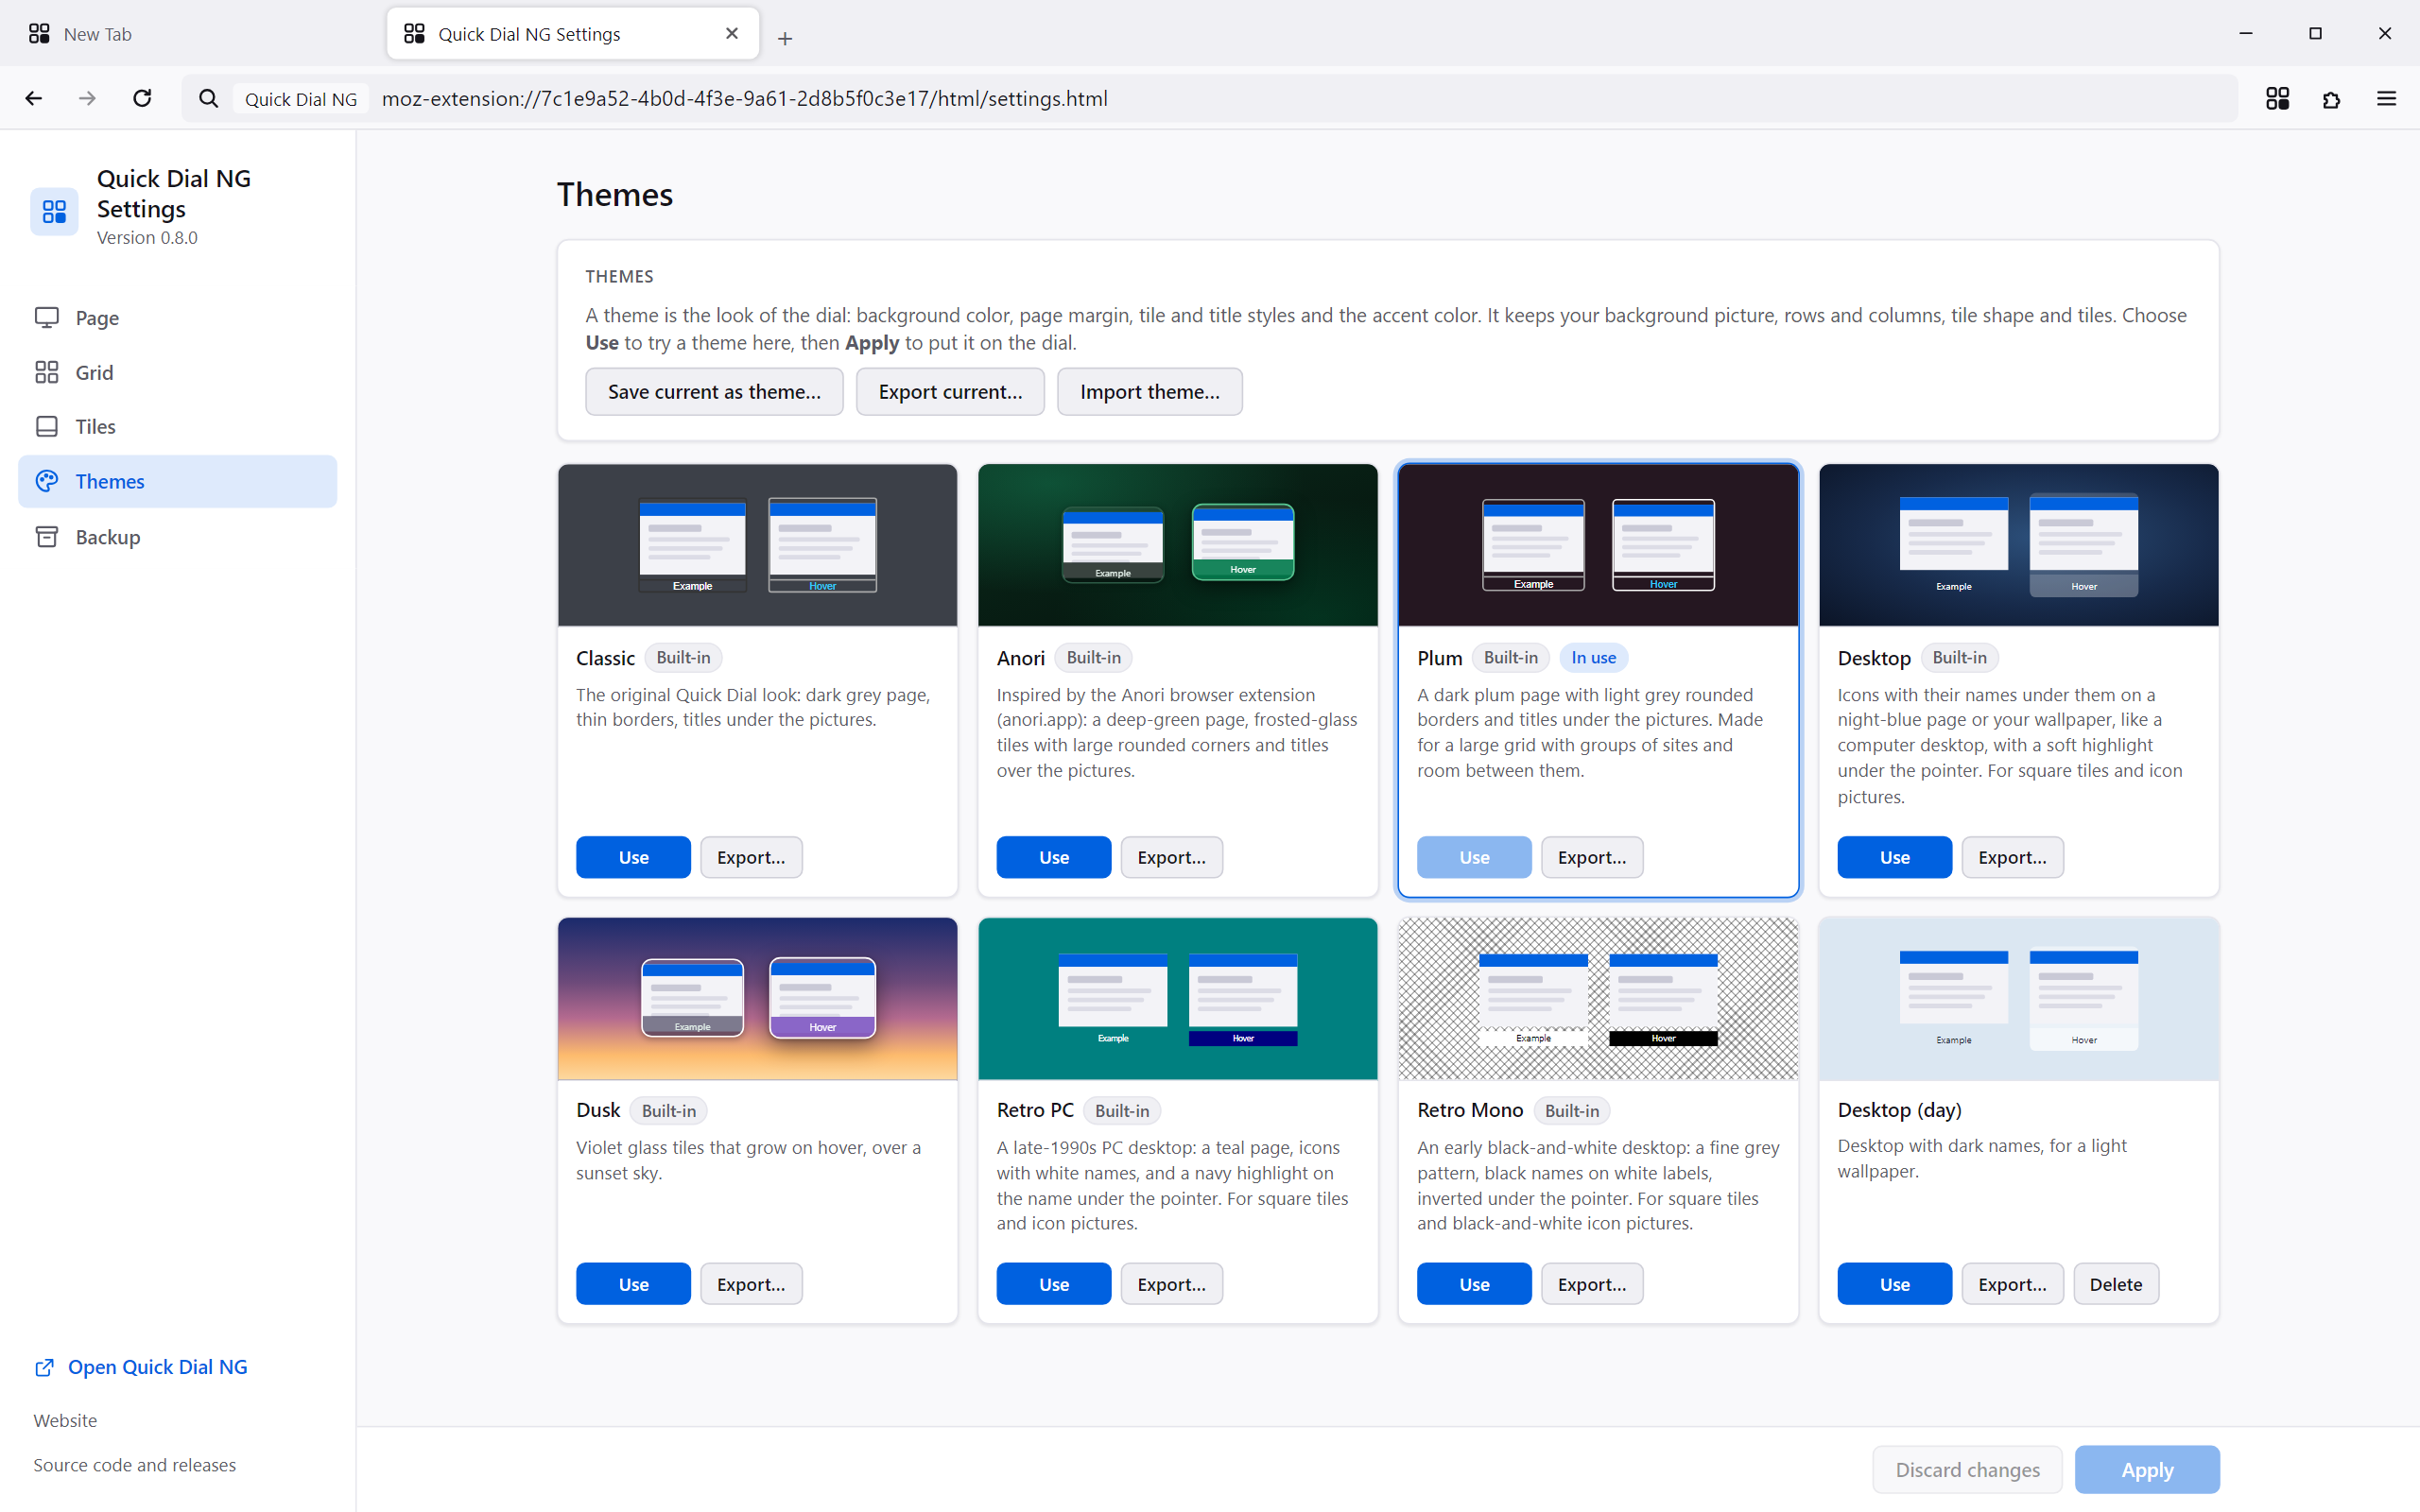 New Tab
Quick Dial NG Settings
Quick Dial NG
moz-extension://7c1e9a52-4b0d-4f3e-9a61-2d8b5f0c3e17/html/settings.html
Quick Dial NG
Settings
Version 0.8.0
Page
Grid
Tiles
Themes
Backup
Open Quick Dial NG
Website
Source code and releases
Themes
THEMES
A theme is the look of the dial: background color, page margin, tile and title styles and the accent color. It keeps your background picture, rows and columns, tile shape and tiles. Choose
Use to try a theme here, then Apply to put it on the dial.
Save current as theme...
Export current...
Import theme...
Example
Hover
Classic
Built-in
The original Quick Dial look: dark grey page,
thin borders, titles under the pictures.
Use
Export...
Example
Hover
Anori
Built-in
Inspired by the Anori browser extension
(anori.app): a deep-green page, frosted-glass
tiles with large rounded corners and titles
over the pictures.
Use
Export...
Example
Hover
Plum
Built-in
In use
A dark plum page with light grey rounded
borders and titles under the pictures. Made
for a large grid with groups of sites and
room between them.
Use
Export...
Example
Hover
Desktop
Built-in
Icons with their names under them on a
night-blue page or your wallpaper, like a
computer desktop, with a soft highlight
under the pointer. For square tiles and icon
pictures.
Use
Export...
Example
Hover
Dusk
Built-in
Violet glass tiles that grow on hover, over a
sunset sky.
Use
Export...
Example
Hover
Retro PC
Built-in
A late-1990s PC desktop: a teal page, icons
with white names, and a navy highlight on
the name under the pointer. For square tiles
and icon pictures.
Use
Export...
Example
Hover
Retro Mono
Built-in
An early black-and-white desktop: a fine grey
pattern, black names on white labels,
inverted under the pointer. For square tiles
and black-and-white icon pictures.
Use
Export...
Example
Hover
Desktop (day)
Desktop with dark names, for a light
wallpaper.
Use
Export...
Delete
Discard changes
Apply